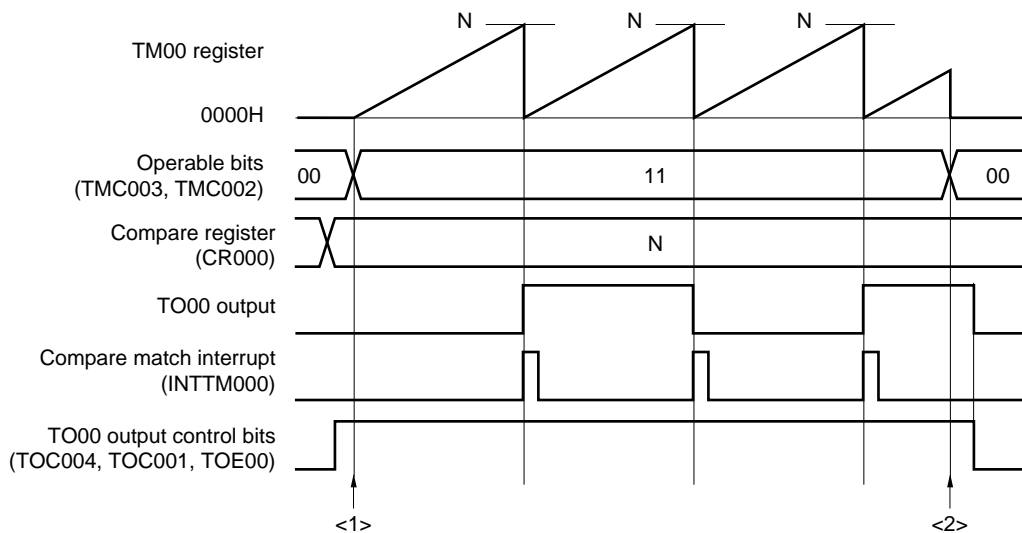 N N N
TM00 register
0000H
Operable bits
(TMC003, TMC002)
00 11 00
Compare register
(CR000)
N
TO00 output
Compare match interrupt
(INTTM000)
TO00 output control bits
(TOC004, TOC001, TOE00)
<1> <2>